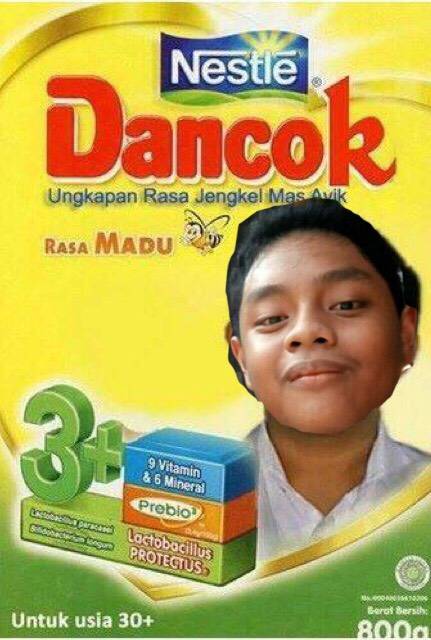 Nestlé
Dancok
Ungkapan Rasa Jengkel Mas Avik
RASA MADU
3+
9 Vitamin
& 6 Mineral
Prebio³
Lactobacillus
PROTECTUS
Lactobacillus paracasei
Bifidobacterium longum
Untuk usia 30+
Berat Bersih:
800g